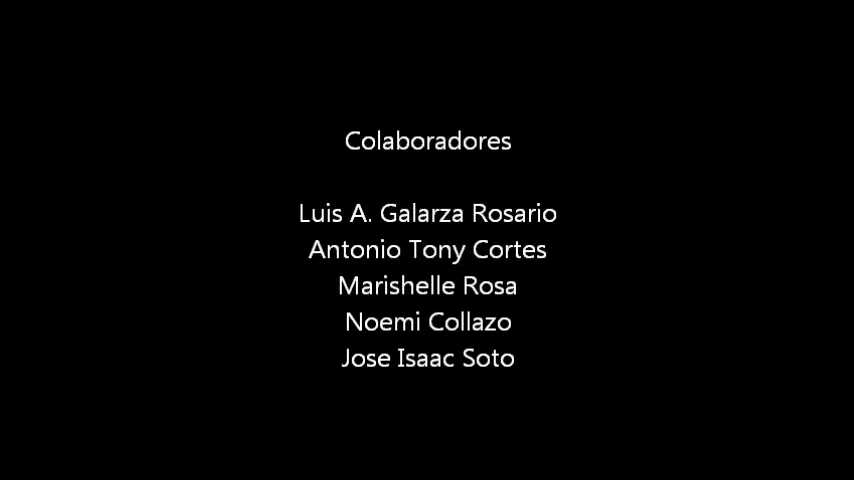 Colaboradores
Luis A. Galarza Rosario
Antonio Tony Cortes
Marishelle Rosa
Noemi Collazo
Jose Isaac Soto